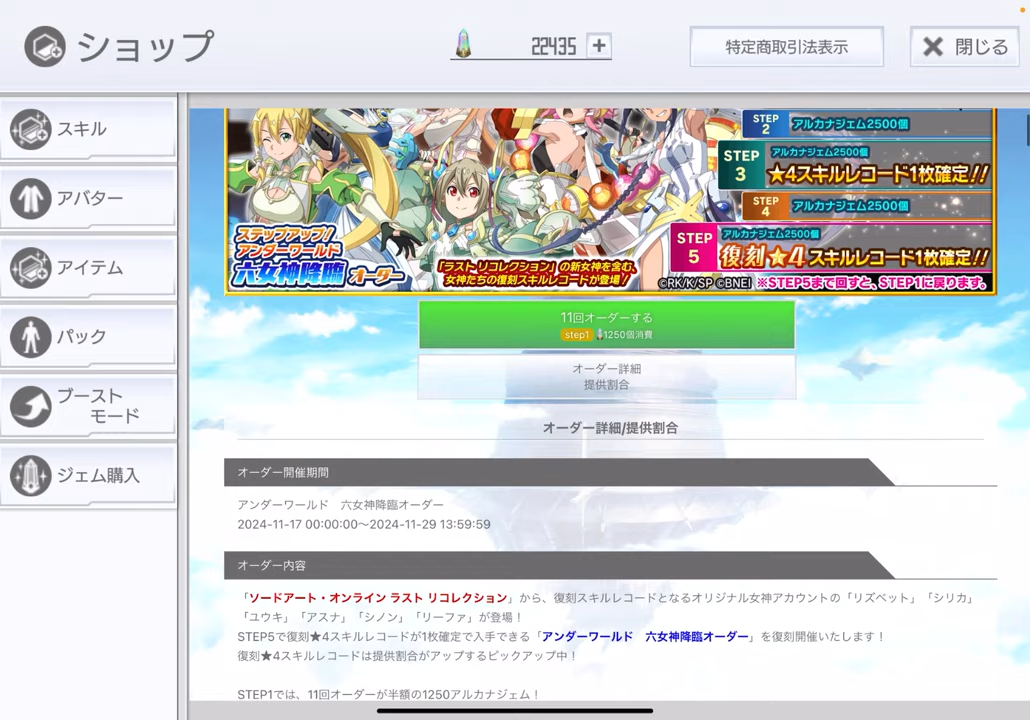 ショップ
22435
特定商取引法表示
閉じる
スキル
アバター
アイテム
パック
ブースト
モード
ジェム購入
STEP 2 アルカナジェム2500個
STEP 3 アルカナジェム2500個
★4スキルレコード1枚確定!!
STEP 4 アルカナジェム2500個
STEP 5 アルカナジェム2500個
復刻★4スキルレコード1枚確定!!
ステップアップ!
アンダーワールド
六女神降臨オーダー
「ラスト リコレクション」の新女神を含む、
女神たちの復刻スキルレコードが登場!
©RK/K/SP ©BNEI ※STEP5まで回すと、STEP1に戻ります。
11回オーダーする
step1 1250個消費
オーダー詳細
提供割合
オーダー詳細/提供割合
オーダー開催期間
アンダーワールド　六女神降臨オーダー
2024-11-17 00:00:00～2024-11-29 13:59:59
オーダー内容
「ソードアート・オンライン ラスト リコレクション」から、復刻スキルレコードとなるオリジナル女神アカウントの「リズベット」「シリカ」
「ユウキ」「アスナ」「シノン」「リーファ」が登場！
STEP5で復刻★4スキルレコードが1枚確定で入手できる「アンダーワールド　六女神降臨オーダー」を復刻開催いたします！
復刻★4スキルレコードは提供割合がアップするピックアップ中！
STEP1では、11回オーダーが半額の1250アルカナジェム！